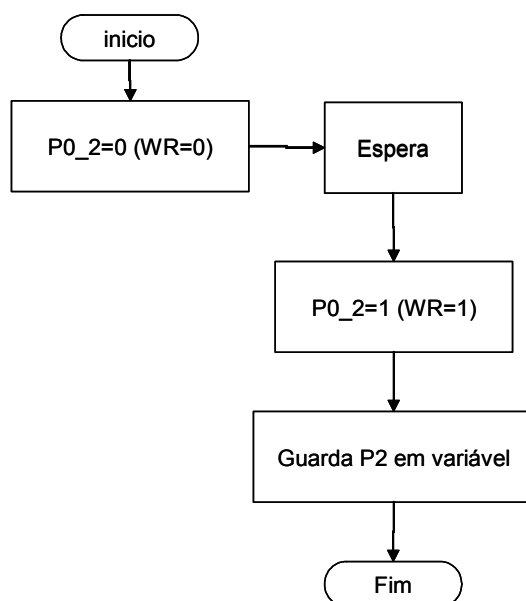 inicio
P0_2=0 (WR=0)
Espera
P0_2=1 (WR=1)
Guarda P2 em variável
Fim